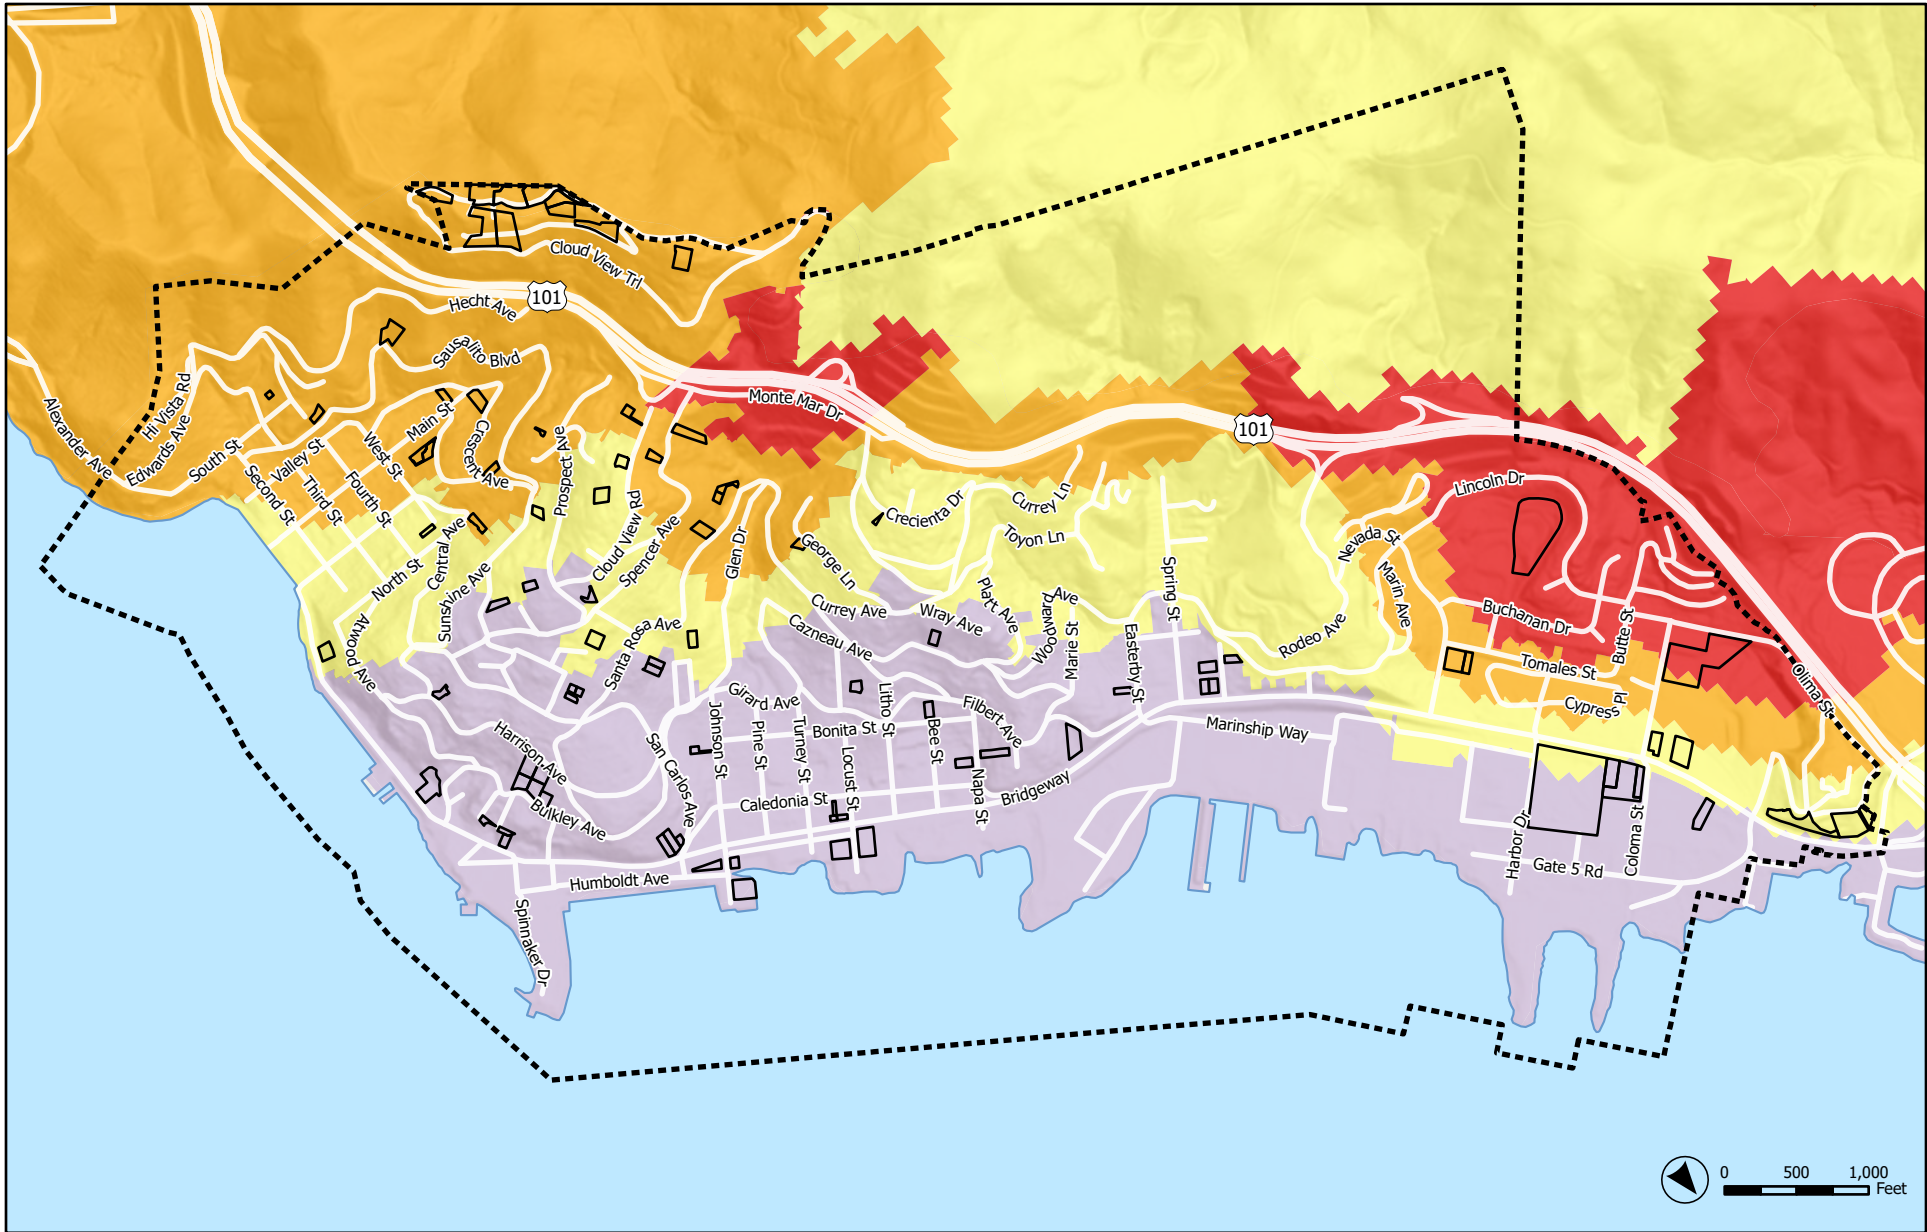 Cloud View Trl
Hecht Ave
101
Sausalito Blvd
Monte Mar Dr
101
Alexander Ave
Hi Vista Rd
Edwards Ave
South St
Second St
Valley St
Third St
Fourth St
West St
Main St
Crescent Ave
Prospect Ave
Cloud View Rd
Spencer Ave
Glen Dr
George Ln
Crecienta Dr
Currey Ln
Toyon Ln
Lincoln Dr
Nevada St
Marin Ave
Buchanan Dr
Butte St
Tomales St
Cypress Pl
Olima St
North St
Central Ave
Sunshine Ave
Atwood Ave
Santa Rosa Ave
Currey Ave
Wray Ave
Platt Ave
Woodward Ave
Marie St
Cazneau Ave
Easterby St
Spring St
Rodeo Ave
Girard Ave
Johnson St
Pine St
Turney St
Bonita St
Locust St
Litho St
Bee St
Filbert Ave
Napa St
Marinship Way
Bridgeway
Harrison Ave
Bulkley Ave
San Carlos Ave
Caledonia St
Humboldt Ave
Spinnaker Dr
Harbor Dr
Gate 5 Rd
Coloma St
0 500 1,000
Feet